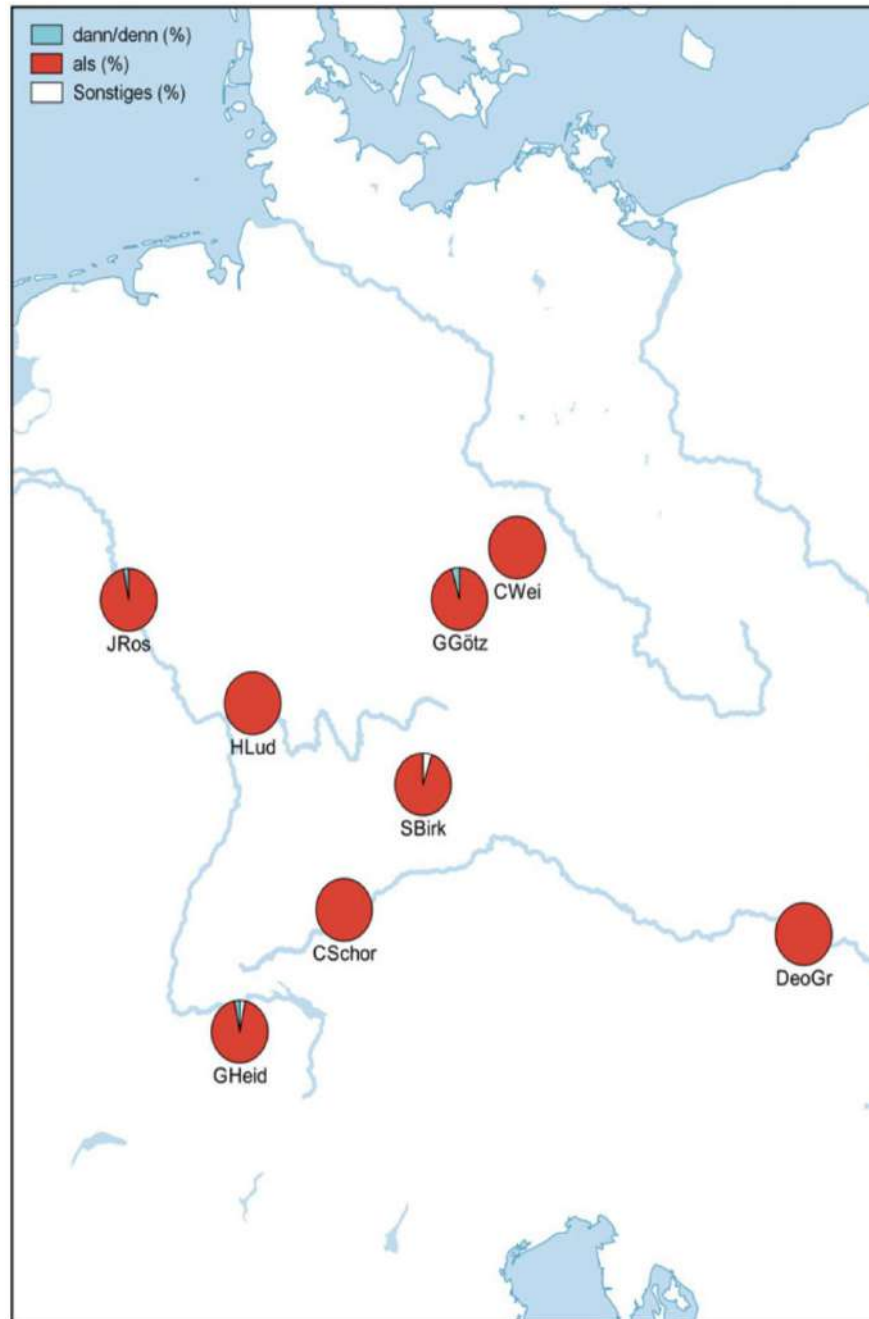 dann/denn (%)
als (%)
Sonstiges (%)
CWei
JRos
GGötz
HLud
SBirk
CSchor
DeoGr
GHeid